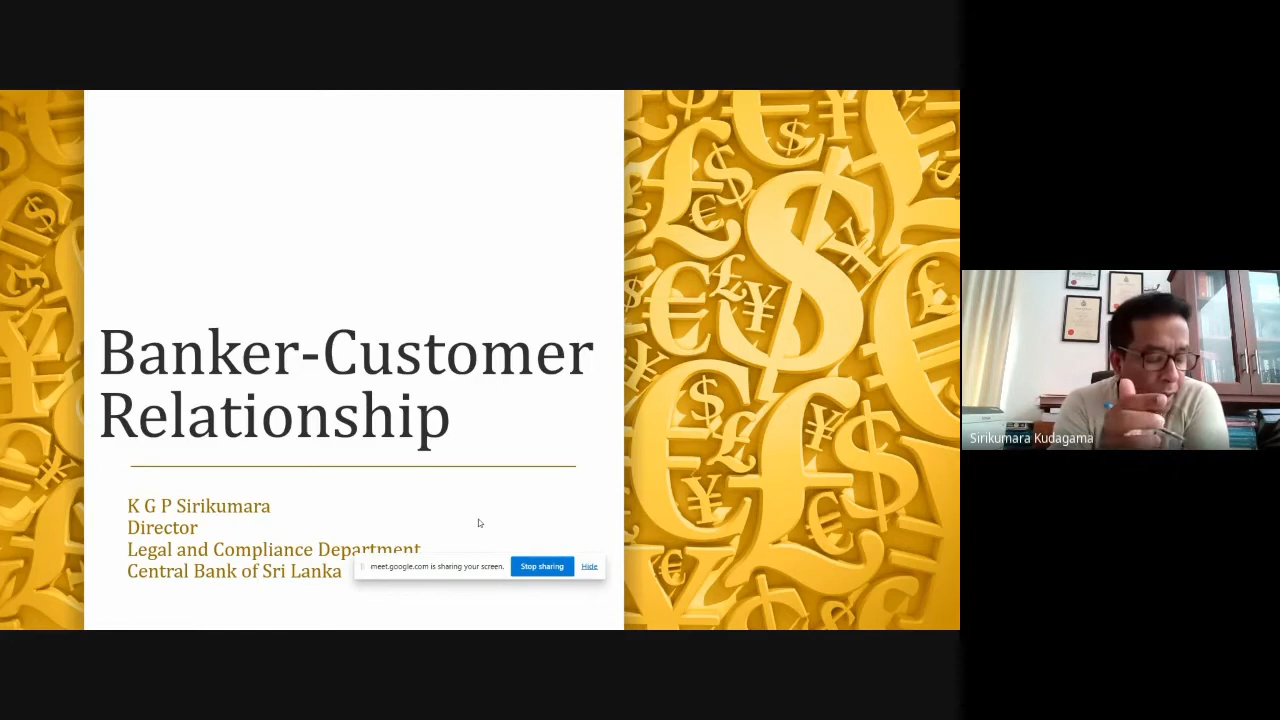 Banker-Customer
Relationship
K G P Sirikumara
Director
Legal and Compliance Department
Central Bank of Sri Lanka
meet.google.com is sharing your screen.
Stop sharing
Hide
Sirikumara Kudagama